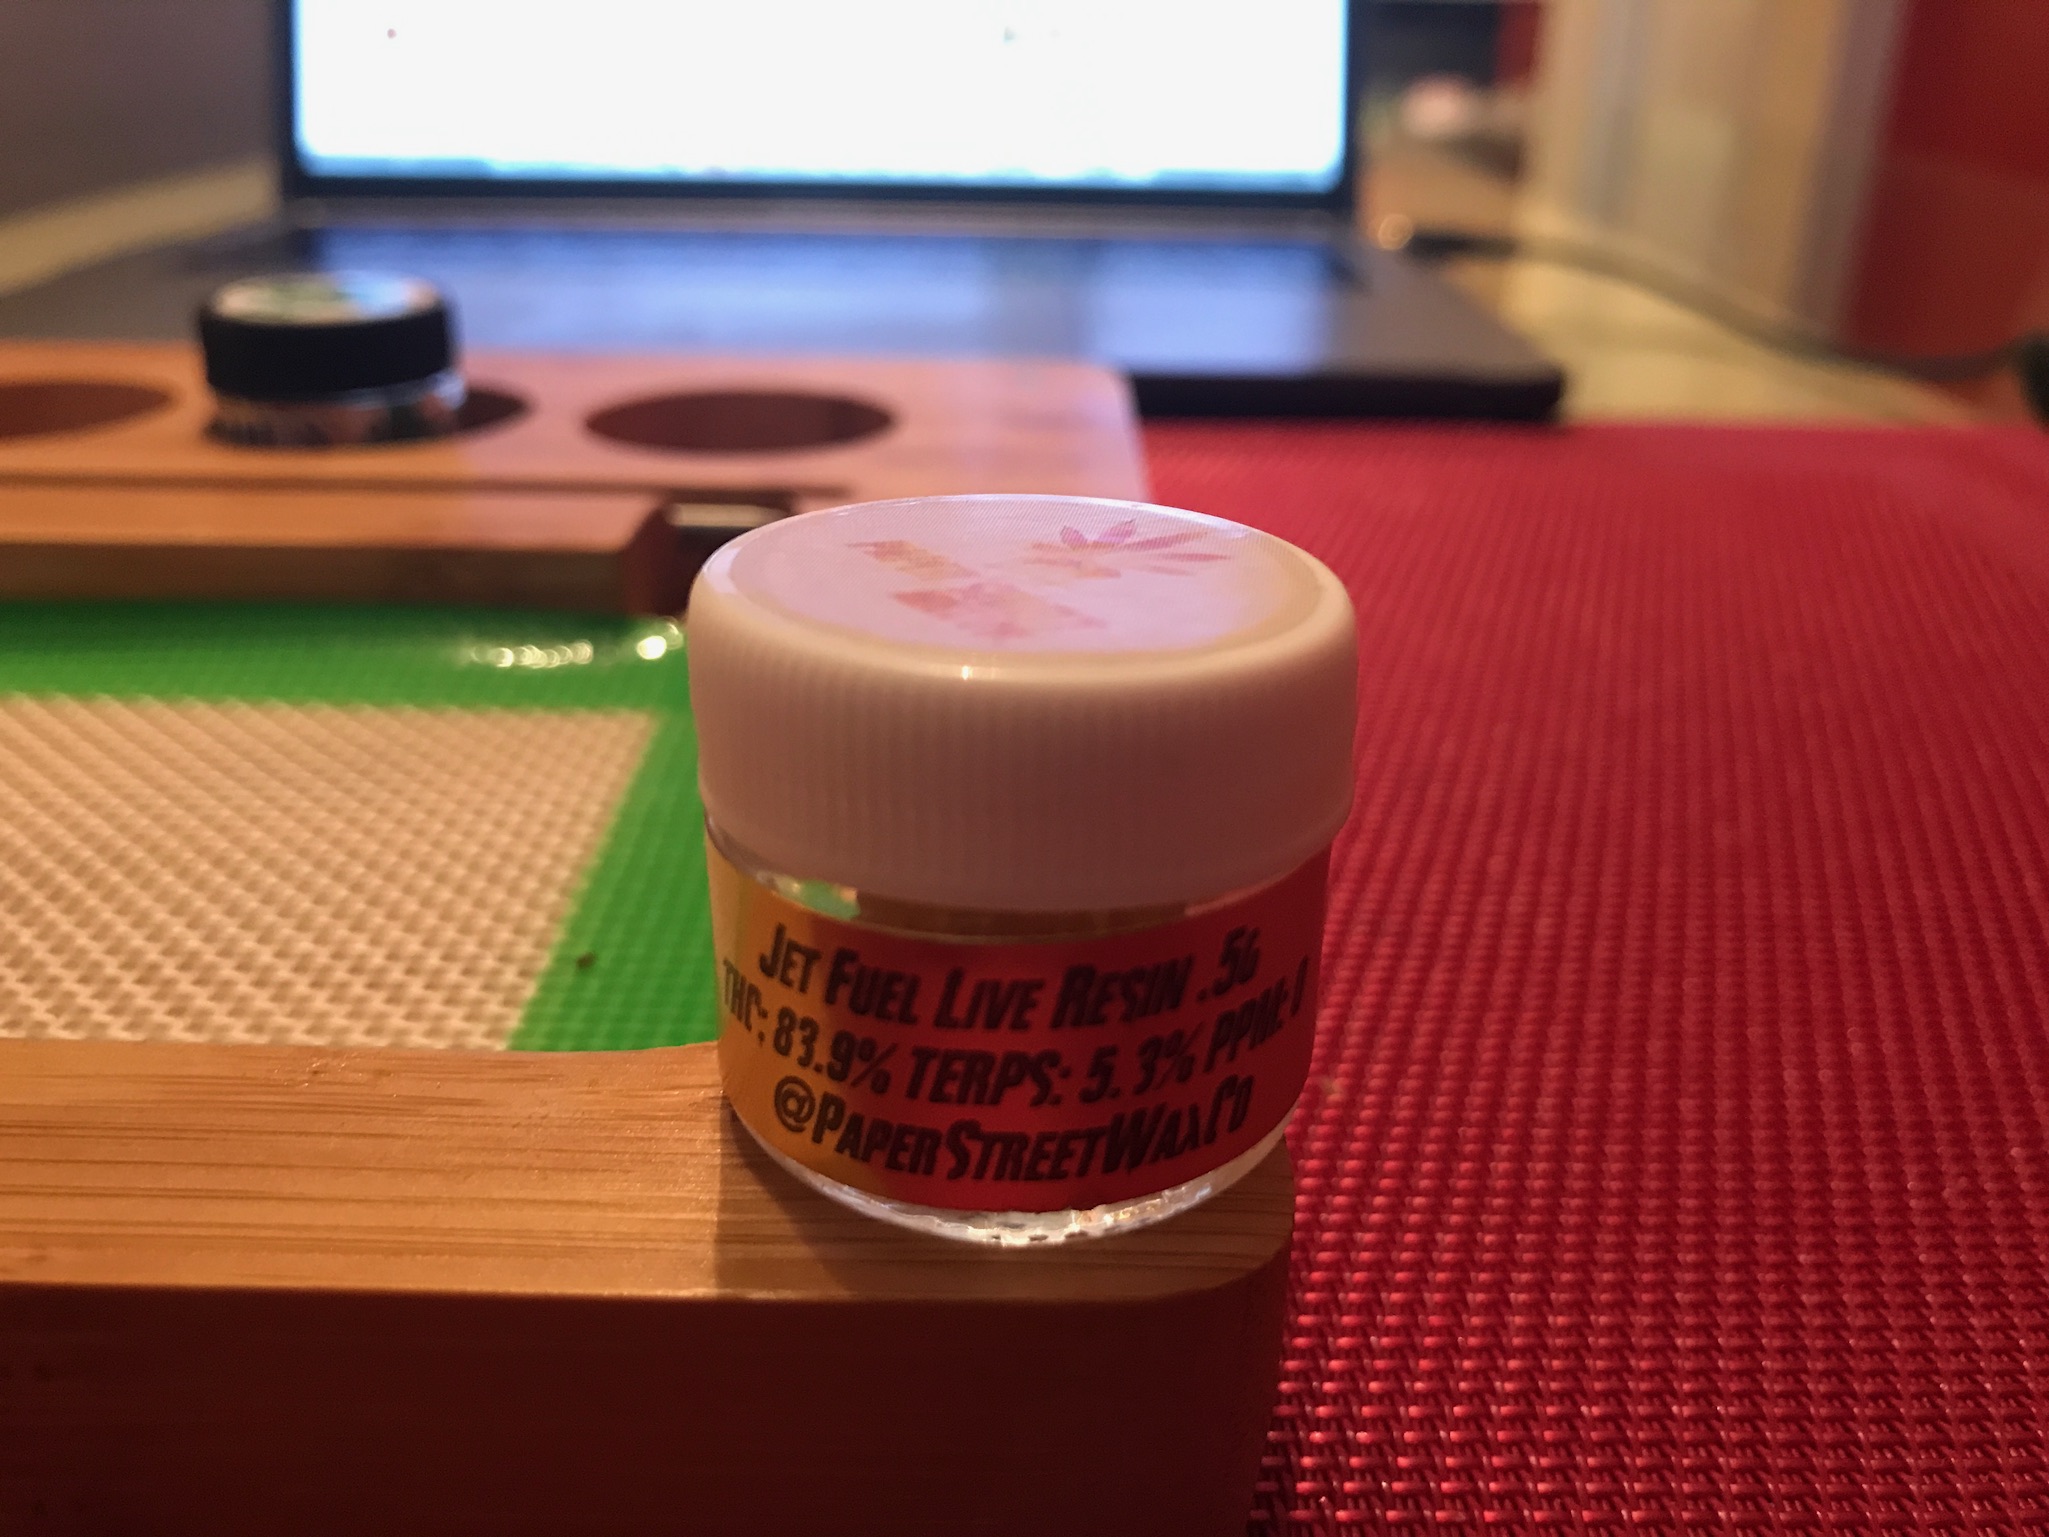 JET FUEL LIVE RESIN .5G
THC: 83.9% TERPS: 5.3% PPM: 0
@PAPERSTREETWAXCO